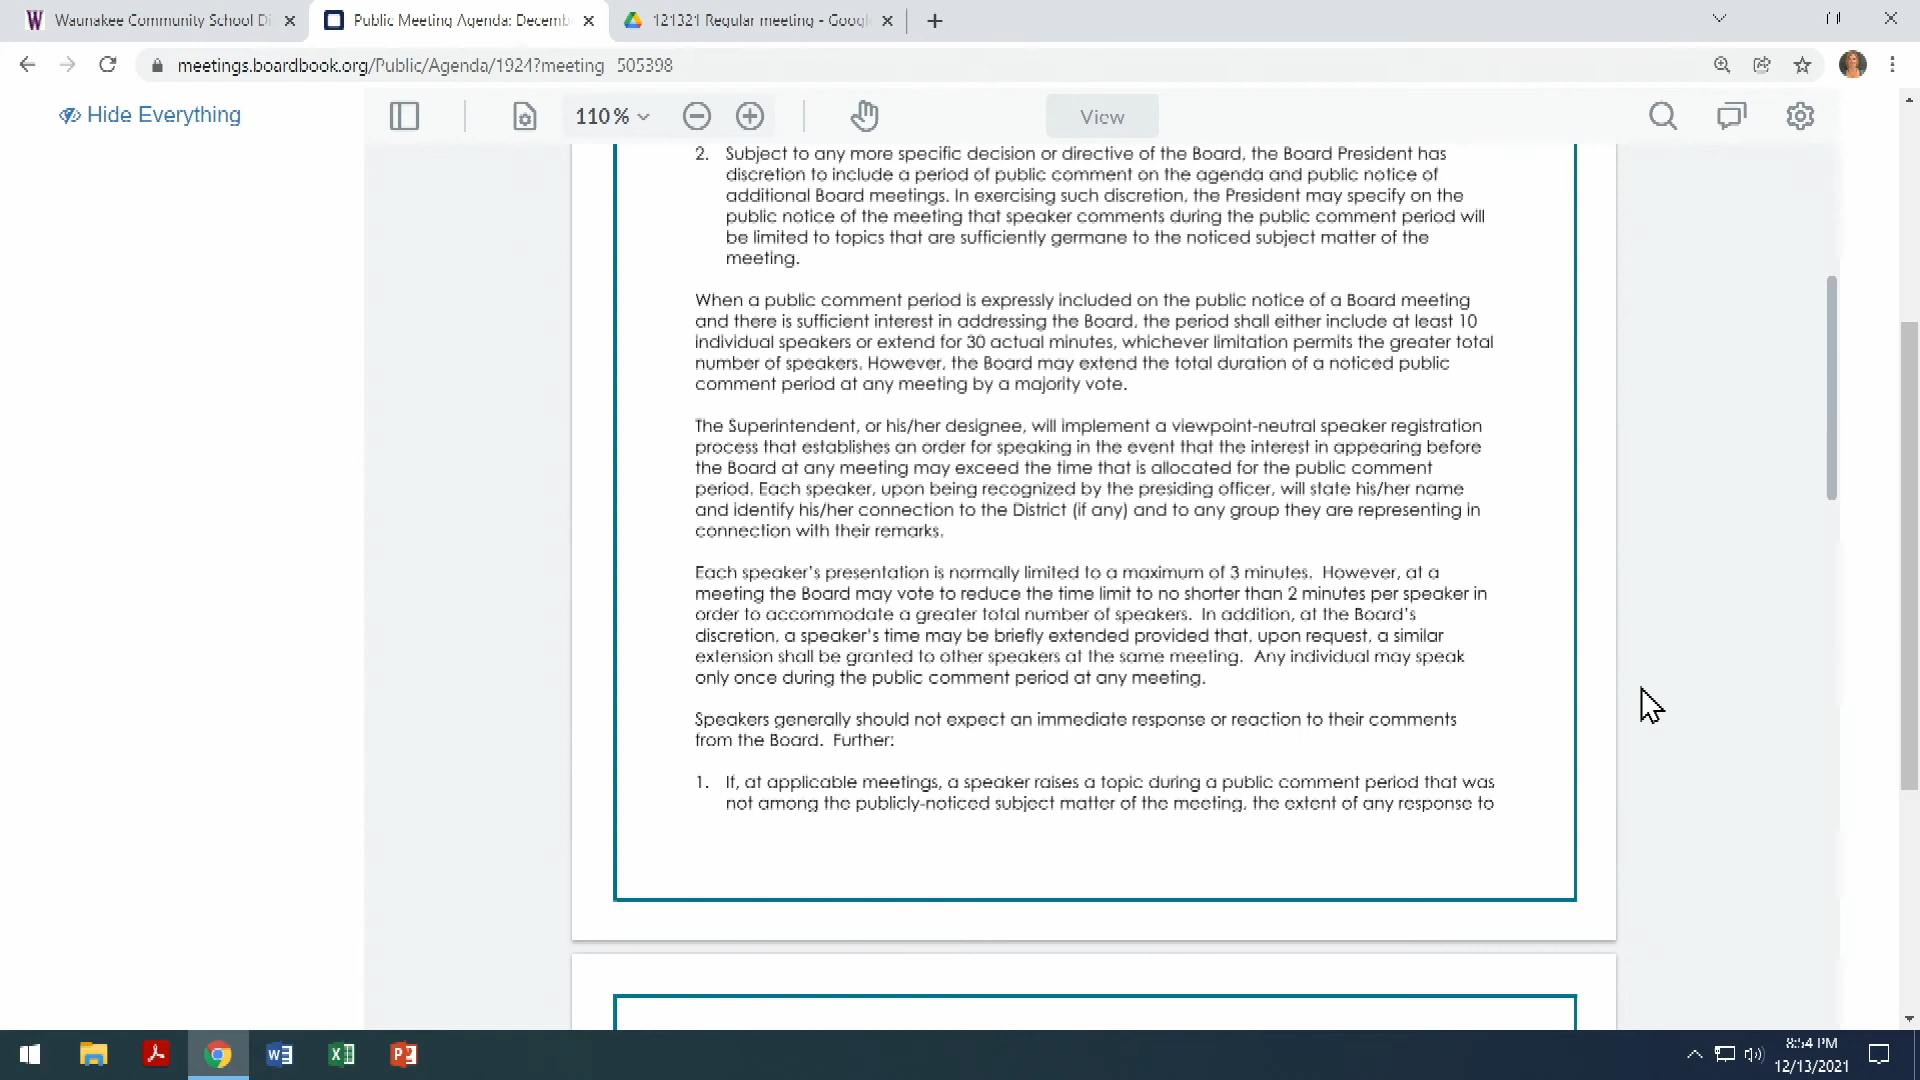 Waunakee Community School Di
Public Meeting Agenda: Decemb
121321 Regular meeting - Googl
meetings.boardbook.org/Public/Agenda/1924?meeting 505398
Hide Everything
110%
View
2. Subject to any more specific decision or directive of the Board, the Board President has
discretion to include a period of public comment on the agenda and public notice of
additional Board meetings. In exercising such discretion, the President may specify on the
public notice of the meeting that speaker comments during the public comment period will
be limited to topics that are sufficiently germane to the noticed subject matter of the
meeting.
When a public comment period is expressly included on the public notice of a Board meeting
and there is sufficient interest in addressing the Board, the period shall either include at least 10
individual speakers or extend for 30 actual minutes, whichever limitation permits the greater total
number of speakers. However, the Board may extend the total duration of a noticed public
comment period at any meeting by a majority vote.
The Superintendent, or his/her designee, will implement a viewpoint-neutral speaker registration
process that establishes an order for speaking in the event that the interest in appearing before
the Board at any meeting may exceed the time that is allocated for the public comment
period. Each speaker, upon being recognized by the presiding officer, will state his/her name
and identify his/her connection to the District (if any) and to any group they are representing in
connection with their remarks.
Each speaker's presentation is normally limited to a maximum of 3 minutes. However, at a
meeting the Board may vote to reduce the time limit to no shorter than 2 minutes per speaker in
order to accommodate a greater total number of speakers. In addition, at the Board's
discretion, a speaker's time may be briefly extended provided that, upon request, a similar
extension shall be granted to other speakers at the same meeting. Any individual may speak
only once during the public comment period at any meeting.
Speakers generally should not expect an immediate response or reaction to their comments
from the Board. Further:
1. If, at applicable meetings, a speaker raises a topic during a public comment period that was
not among the publicly-noticed subject matter of the meeting, the extent of any response to
8:54 PM
12/13/2021